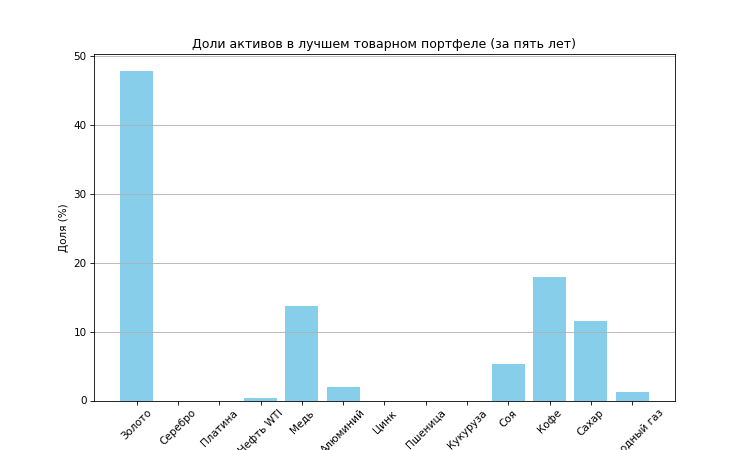 Доли активов в лучшем товарном портфеле (за пять лет)
Доля (%)
50
40
30
20
10
0
Золото
Серебро
Платина
Нефть WTI
Медь
Алюминий
Цинк
Пшеница
Кукуруза
Соя
Кофе
Сахар
одный газ